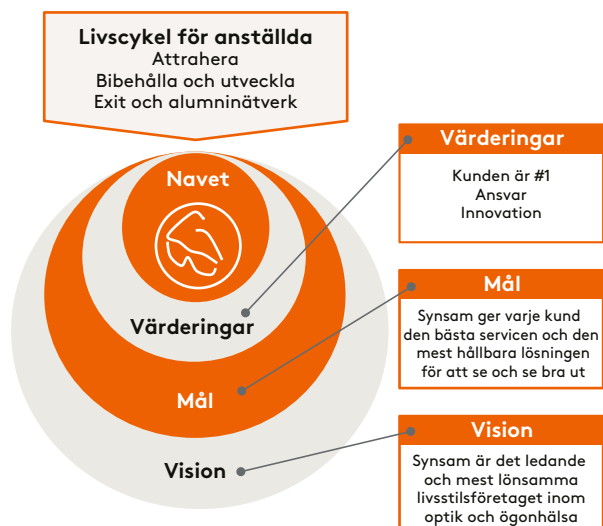 Livscykel för anställda
Attrahera
Bibehålla och utveckla
Exit och alumninätverk
Navet
Värderingar
Mål
Vision
Värderingar
Kunden är #1
Ansvar
Innovation
Mål
Synsam ger varje kund
den bästa servicen och den
mest hållbara lösningen
för att se och se bra ut
Vision
Synsam är det ledande
och mest lönsamma
livsstilsföretaget inom
optik och ögonhälsa